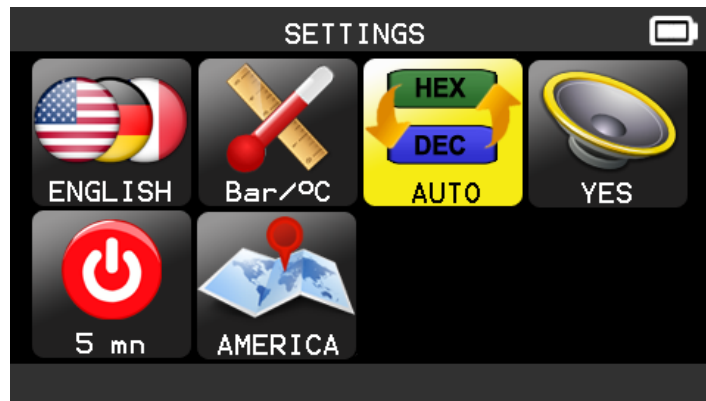 SETTINGS
ENGLISH
Bar/ºC
HEX
DEC
AUTO
YES
5 mn
AMERICA